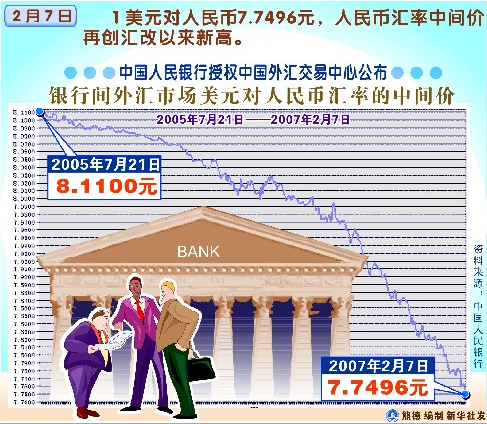 2月7日
1美元对人民币7.7496元,人民币汇率中间价
再创汇改以来新高。
中国人民银行授权中国外汇交易中心公布
银行间外汇市场美元对人民币汇率的中间价
2005年7月21日——2007年2月7日
8.1100
2005年7月21日
8.1100元
BANK
2007年2月7日
7.7496元
资料来源:中国人民银行
熊德 编制 新华社发